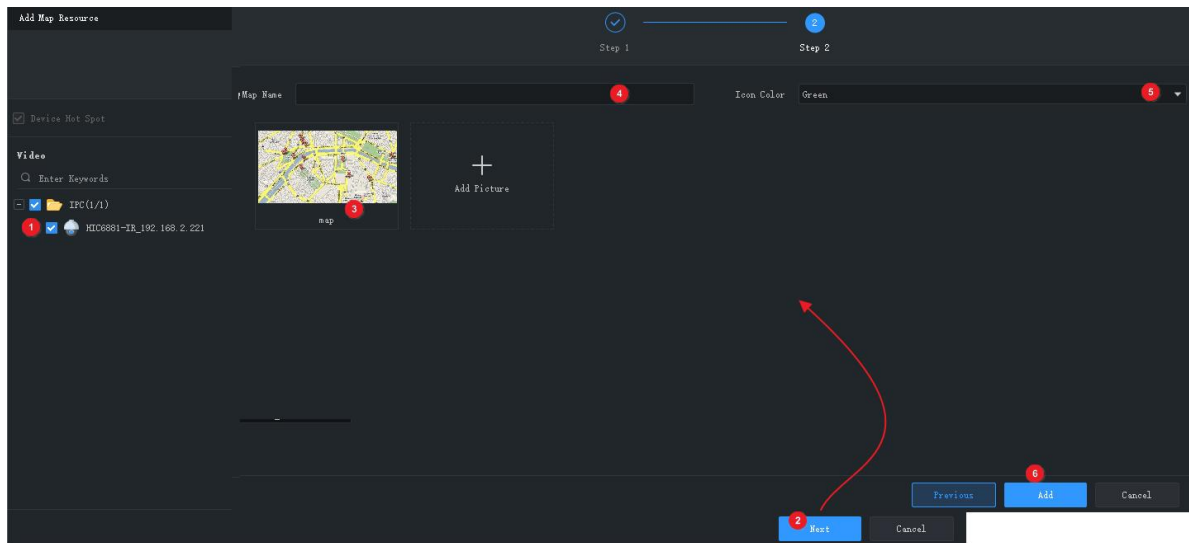 Add Map Resource
2
Step 1
Step 2
Map Name
4
Icon Color
Green
5
Device Hot Spot
Video
Enter Keywords
IPC(1/1)
1
HIC6881-IR_192.168.2.221
3
map
Add Picture
6
Previous
Add
Cancel
2
Next
Cancel